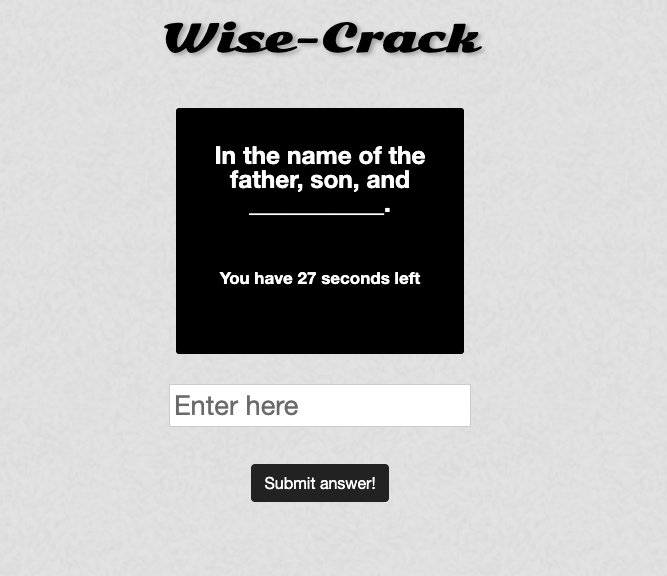 Wise-Crack
In the name of the
father, son, and
____________.
You have 27 seconds left
Enter here
Submit answer!